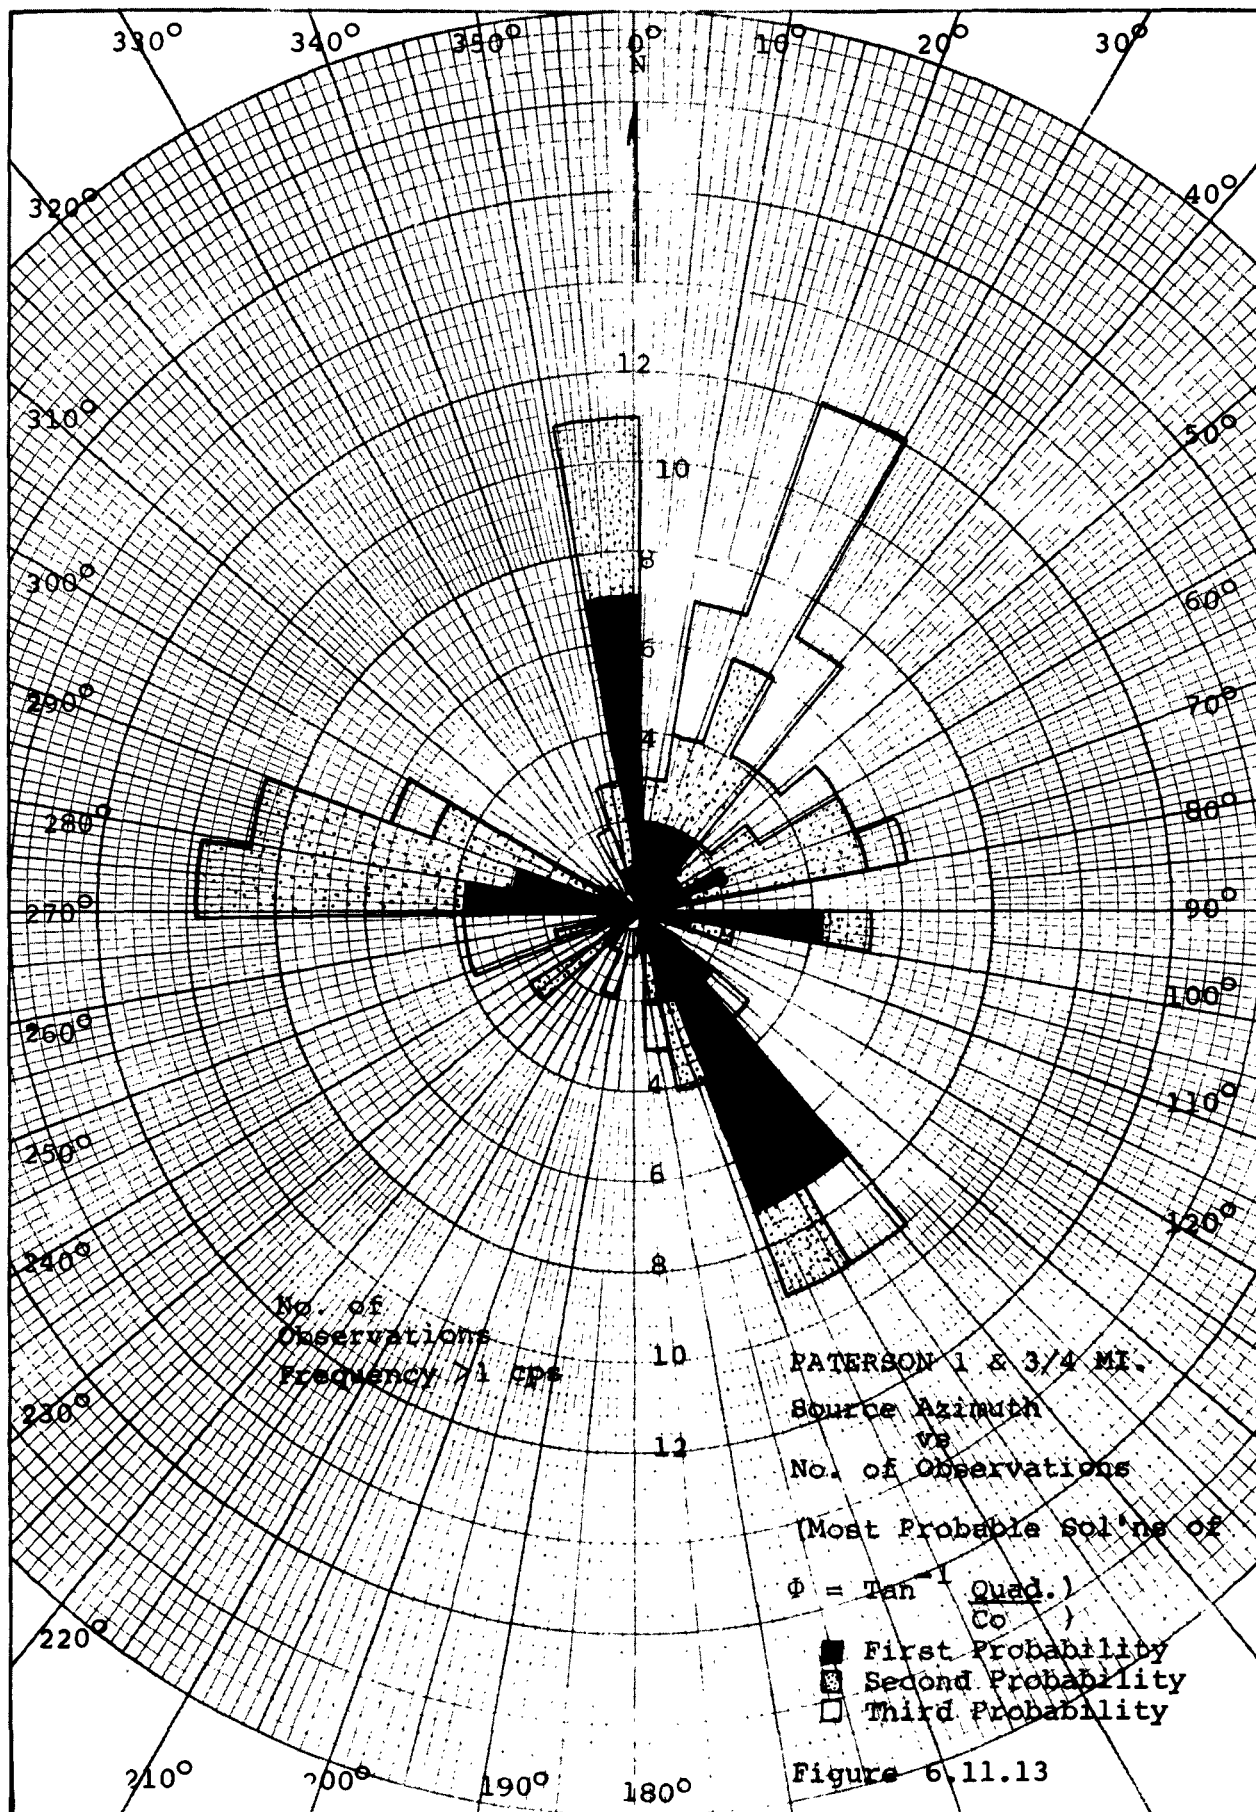 330° 340° 350° 0° 10° 20° 30°
N
320° 40°
310° 50°
12
10
300° 8 60°
6
290° 70°
4
280° 80°
270° 90°
260° 100°
4
250° 110°
6
240° 120°
8
No. of
Observations
Frequency >1 cps
10
PATERSON 1 & 3/4 MI.
230° Source Azimuth
vs
12
No. of Observations
(Most Probable Sol'ns of
Φ = Tan⁻¹ Quad.)
Co )
220°
First Probability
Second Probability
Third Probability
210° 200° 190° 180°
Figure 6.11.13